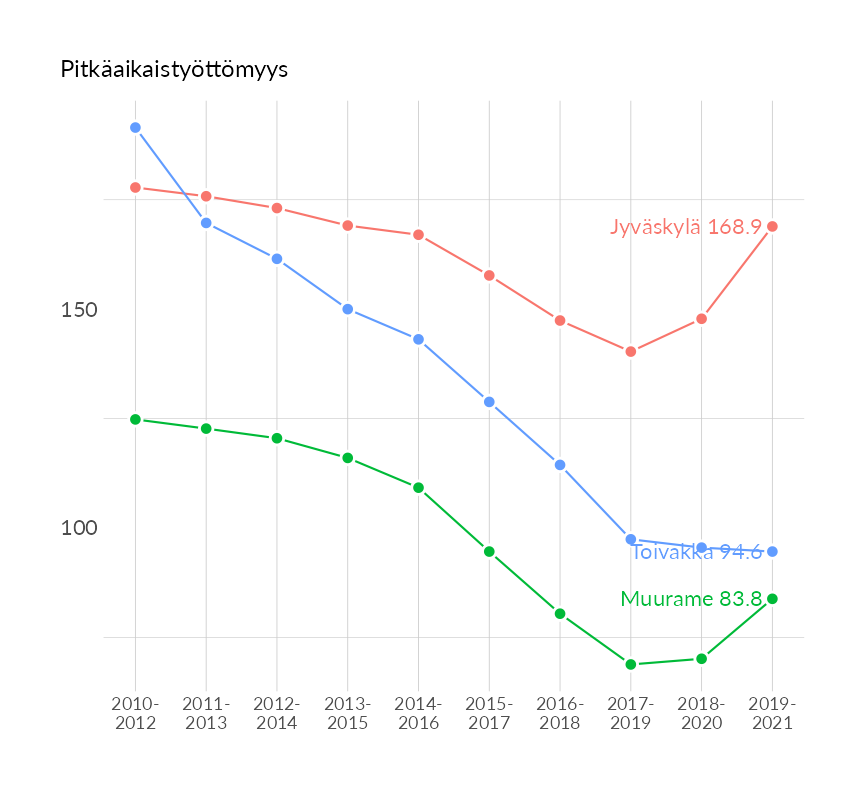 Pitkäaikaistyöttömyys
Jyväskylä 168.9
150
100
Toivakka 94.6
Muurame 83.8
2010- 2011- 2012- 2013- 2014- 2015- 2016- 2017- 2018- 2019-
2012 2013 2014 2015 2016 2017 2018 2019 2020 2021